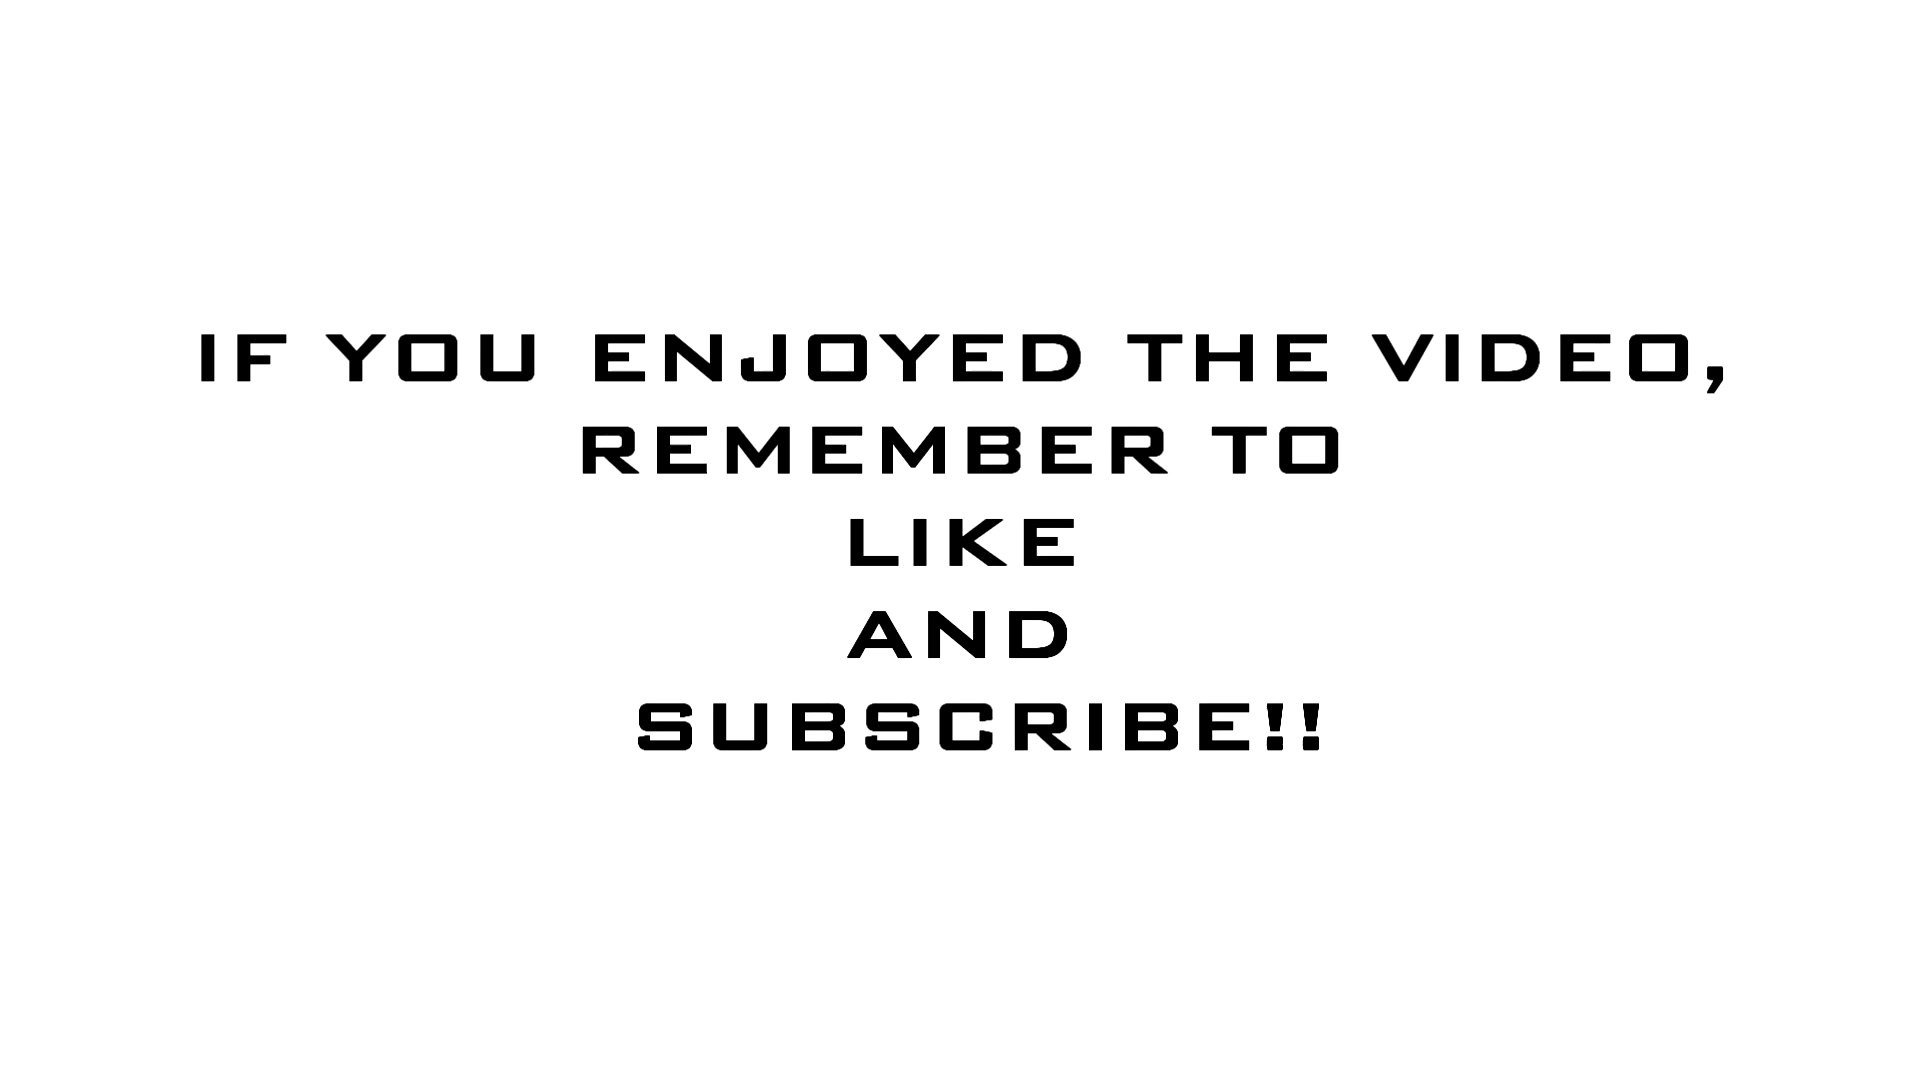 IF YOU ENJOYED THE VIDEO,
REMEMBER TO
LIKE
AND
SUBSCRIBE!!